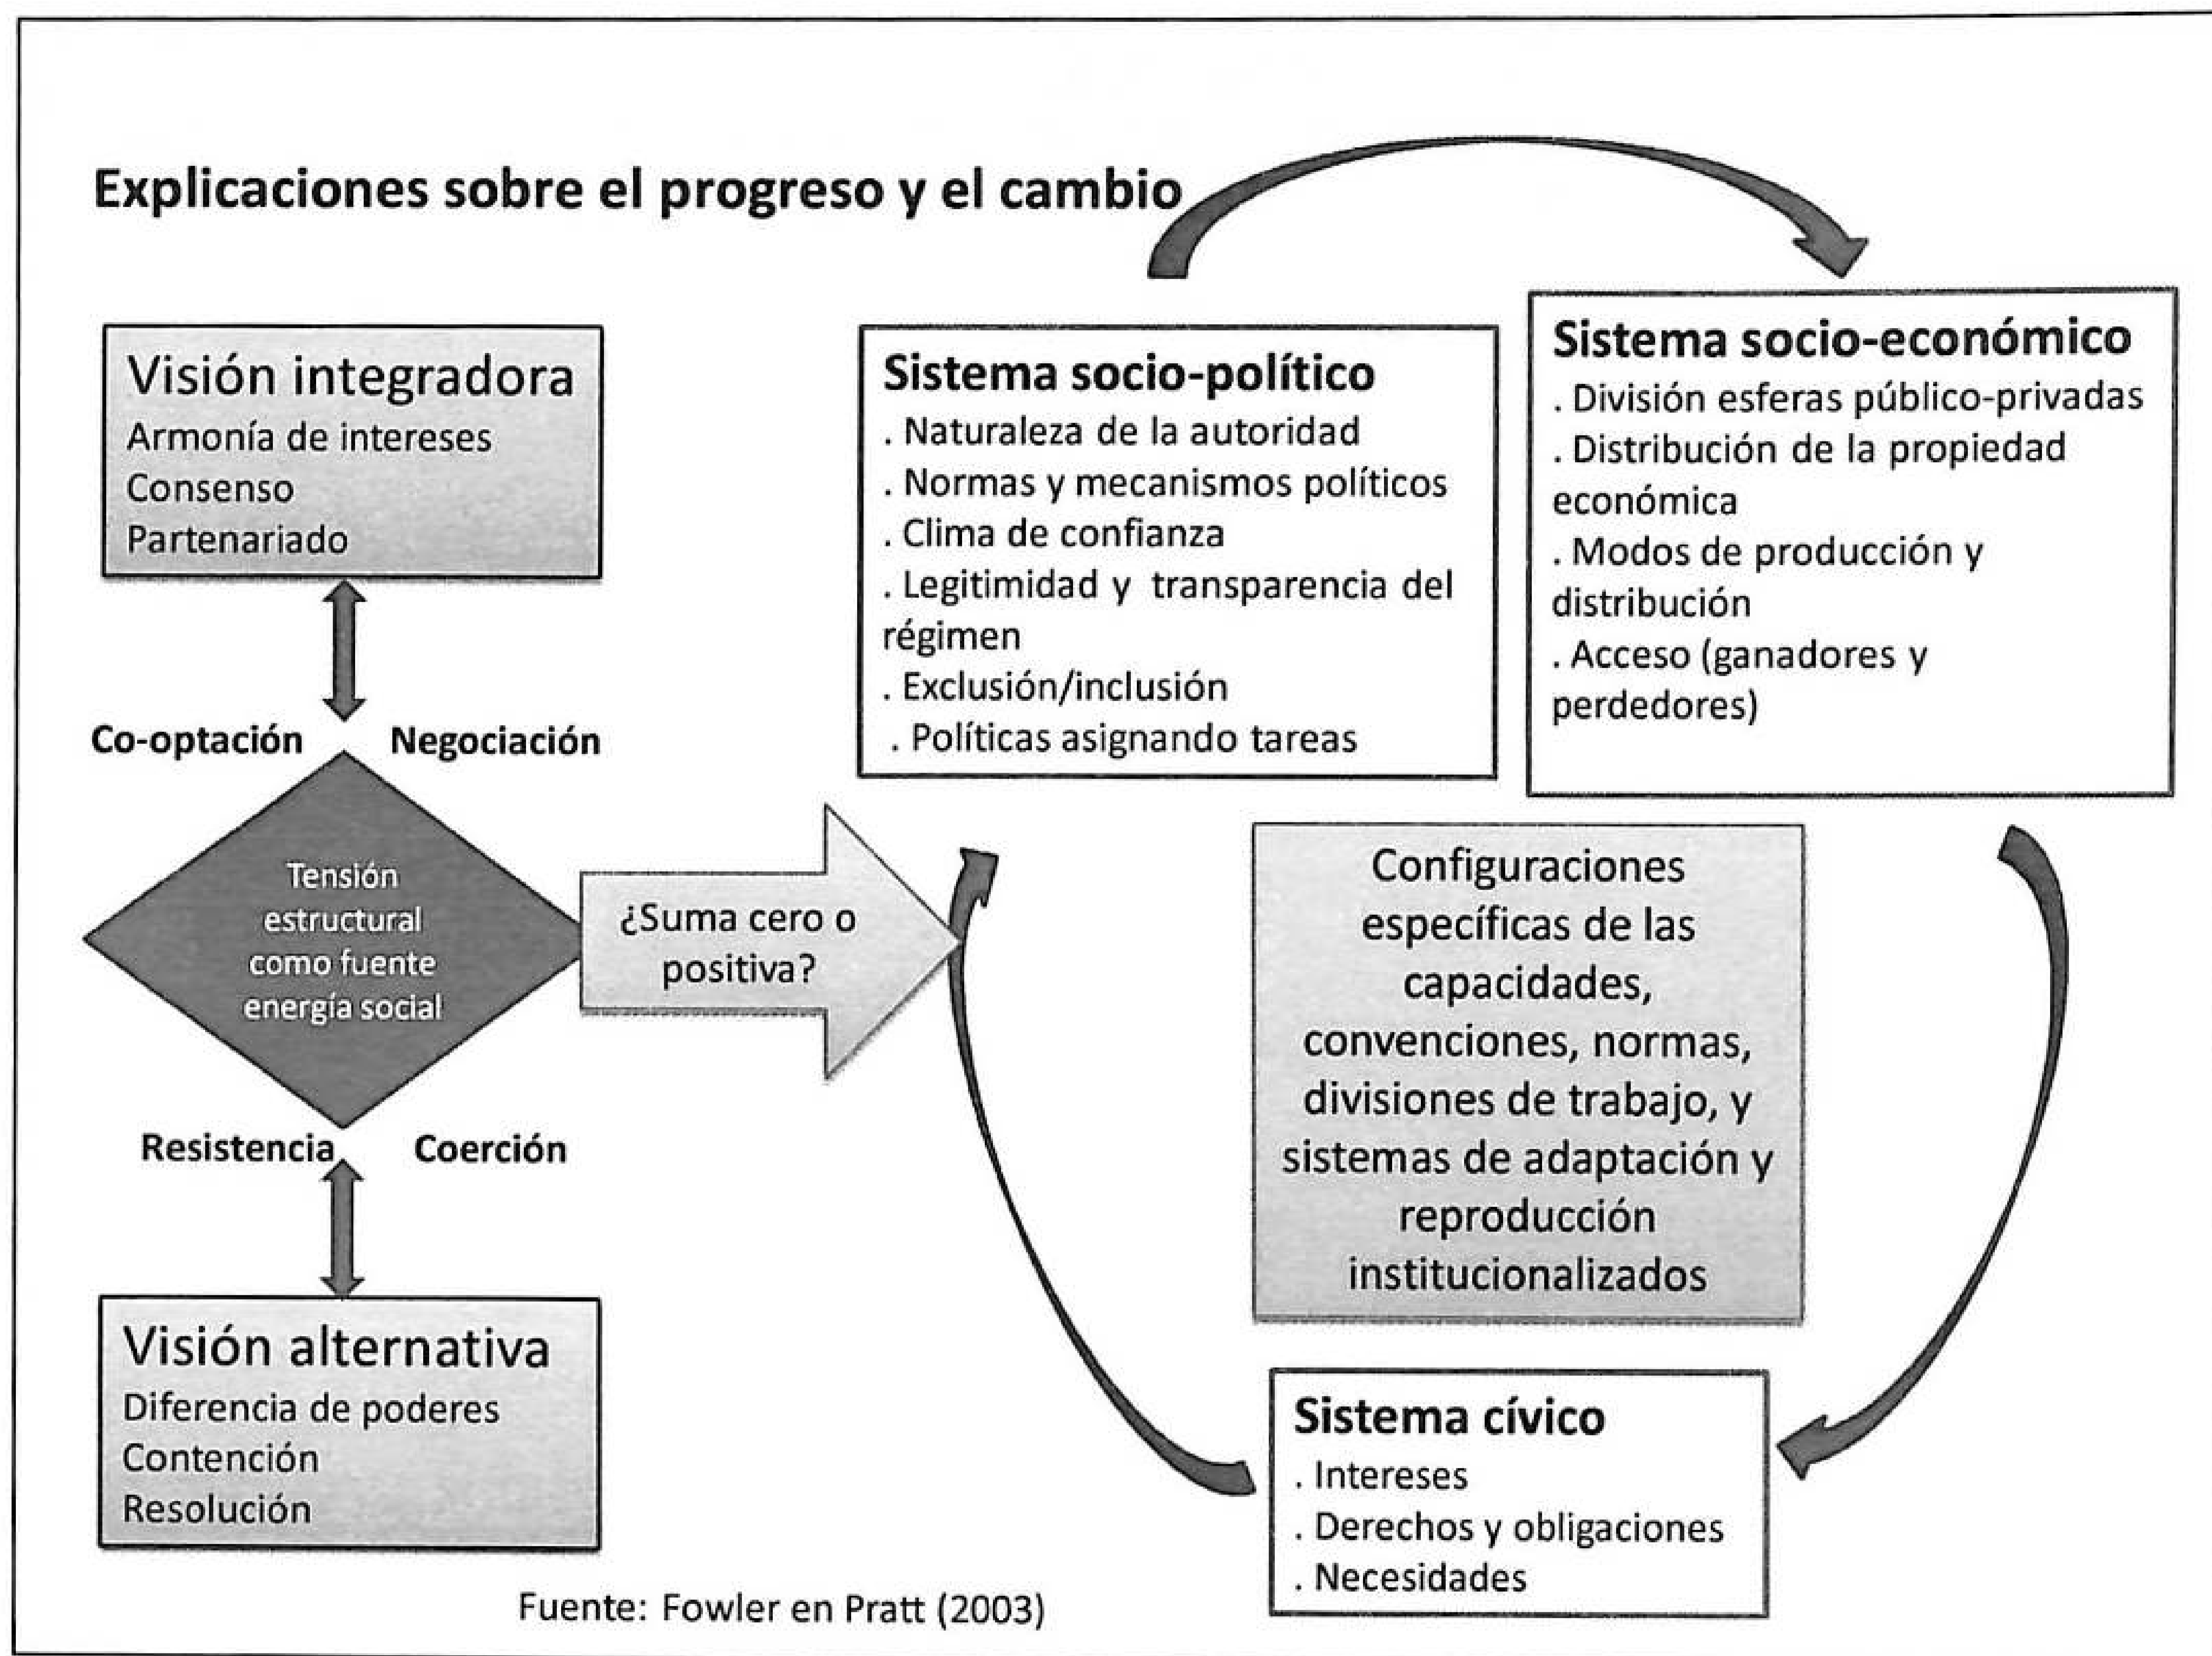 Explicaciones sobre el progreso y el cambio
Visión integradora
Armonía de intereses
Consenso
Partenariado
Co-optación
Negociación
Tensión
estructural
como fuente
energía social
Resistencia
Coerción
Visión alternativa
Diferencia de poderes
Contención
Resolución
¿Suma cero o
positiva?
Sistema socio-político
. Naturaleza de la autoridad
. Normas y mecanismos políticos
. Clima de confianza
. Legitimidad y transparencia del
régimen
. Exclusión/inclusión
. Políticas asignando tareas
Sistema socio-económico
. División esferas público-privadas
. Distribución de la propiedad
económica
. Modos de producción y
distribución
. Acceso (ganadores y
perdedores)
Configuraciones
específicas de las
capacidades,
convenciones, normas,
divisiones de trabajo, y
sistemas de adaptación y
reproducción
institucionalizados
Sistema cívico
. Intereses
. Derechos y obligaciones
. Necesidades
Fuente: Fowler en Pratt (2003)